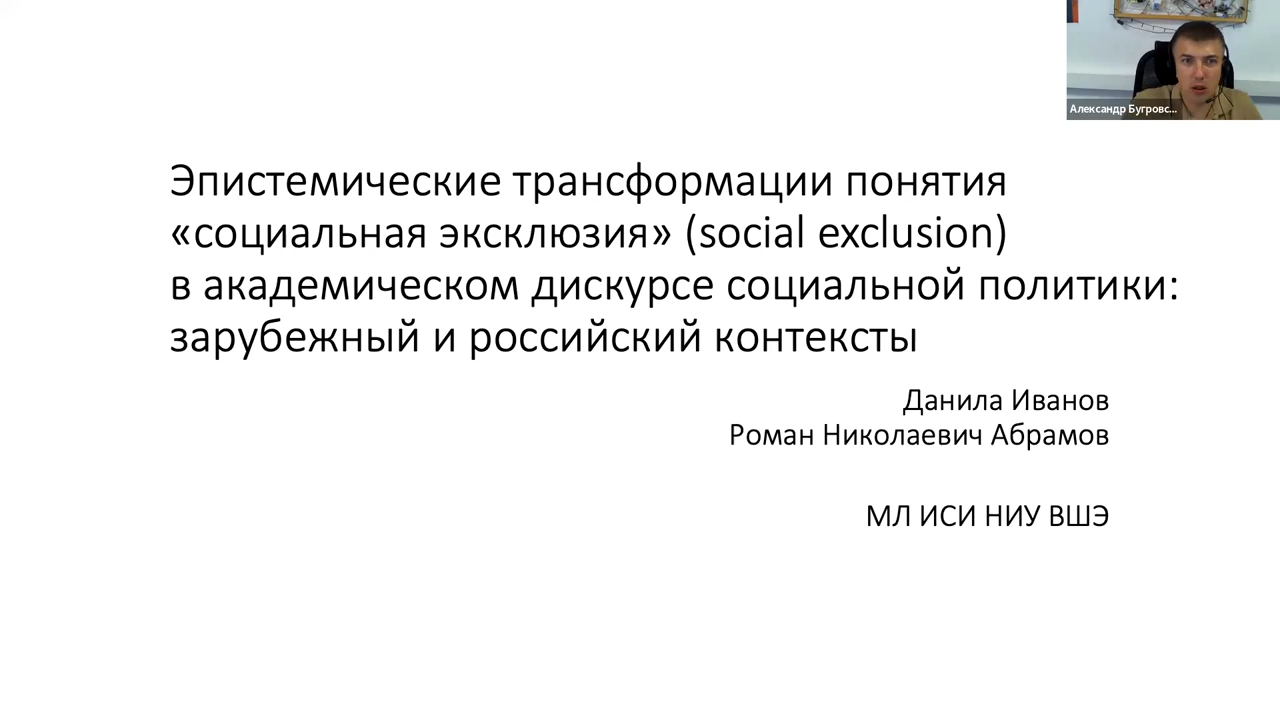 Александр Бугровс...
Эпистемические трансформации понятия
«социальная эксклюзия» (social exclusion)
в академическом дискурсе социальной политики:
зарубежный и российский контексты
Данила Иванов
Роман Николаевич Абрамов
МЛ ИСИ НИУ ВШЭ